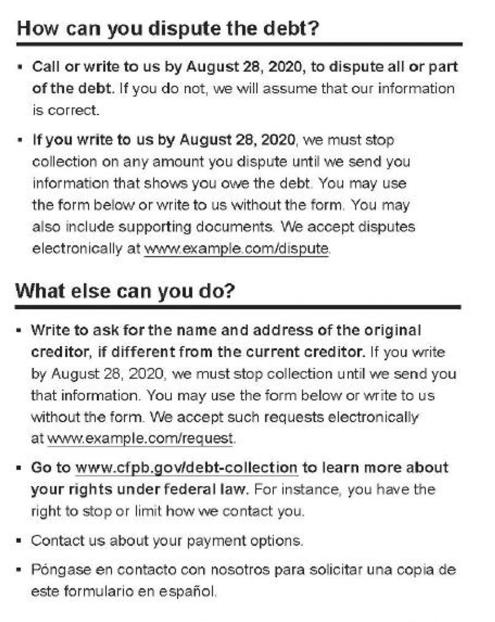 How can you dispute the debt?
▪ Call or write to us by August 28, 2020, to dispute all or part
of the debt. If you do not, we will assume that our information
is correct.
▪ If you write to us by August 28, 2020, we must stop
collection on any amount you dispute until we send you
information that shows you owe the debt. You may use
the form below or write to us without the form. You may
also include supporting documents. We accept disputes
electronically at www.example.com/dispute.
What else can you do?
▪ Write to ask for the name and address of the original
creditor, if different from the current creditor. If you write
by August 28, 2020, we must stop collection until we send you
that information. You may use the form below or write to us
without the form. We accept such requests electronically
at www.example.com/request.
▪ Go to www.cfpb.gov/debt-collection to learn more about
your rights under federal law. For instance, you have the
right to stop or limit how we contact you.
▪ Contact us about your payment options.
▪ Póngase en contacto con nosotros para solicitar una copia de
este formulario en español.